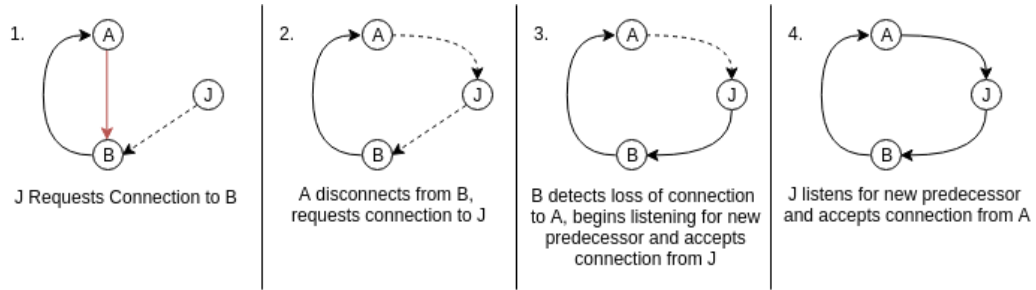 1.
A
J
B
J Requests Connection to B
2.
A
J
B
A disconnects from B,
requests connection to J
3.
A
J
B
B detects loss of connection
to A, begins listening for new
predecessor and accepts
connection from J
4.
A
J
B
J listens for new predecessor
and accepts connection from A